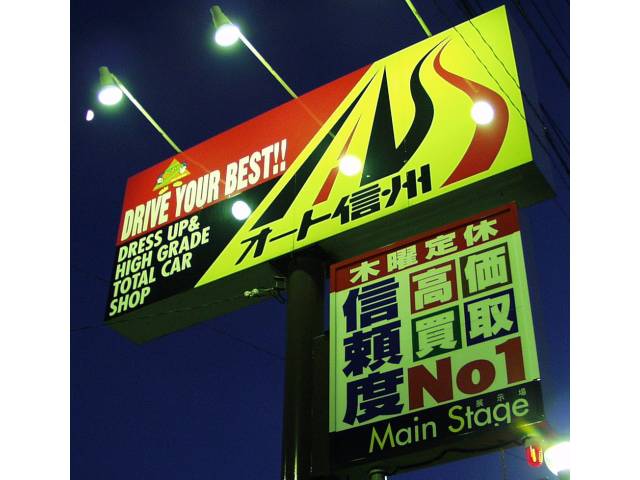 DRIVE YOUR BEST!!
DRESS UP&
HIGH GRADE
TOTAL CAR
SHOP
オート信州
木曜定休
信頼度
高価
買取
No1
展示場
Main Stage